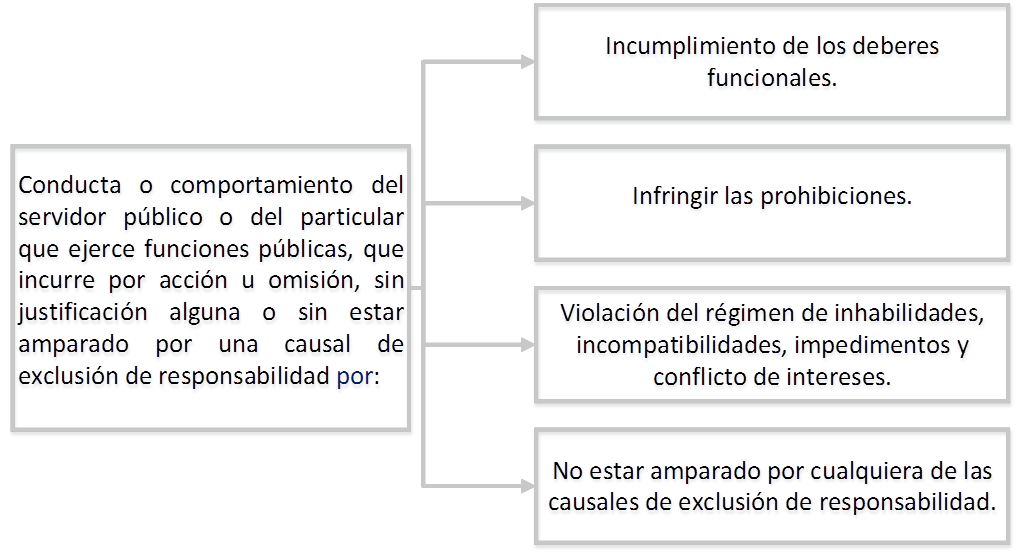 Conducta o comportamiento del
servidor público o del particular
que ejerce funciones públicas, que
incurre por acción u omisión, sin
justificación alguna o sin estar
amparado por una causal de
exclusión de responsabilidad por:
Incumplimiento de los deberes
funcionales.
Infringir las prohibiciones.
Violación del régimen de inhabilidades,
incompatibilidades, impedimentos y
conflicto de intereses.
No estar amparado por cualquiera de las
causales de exclusión de responsabilidad.